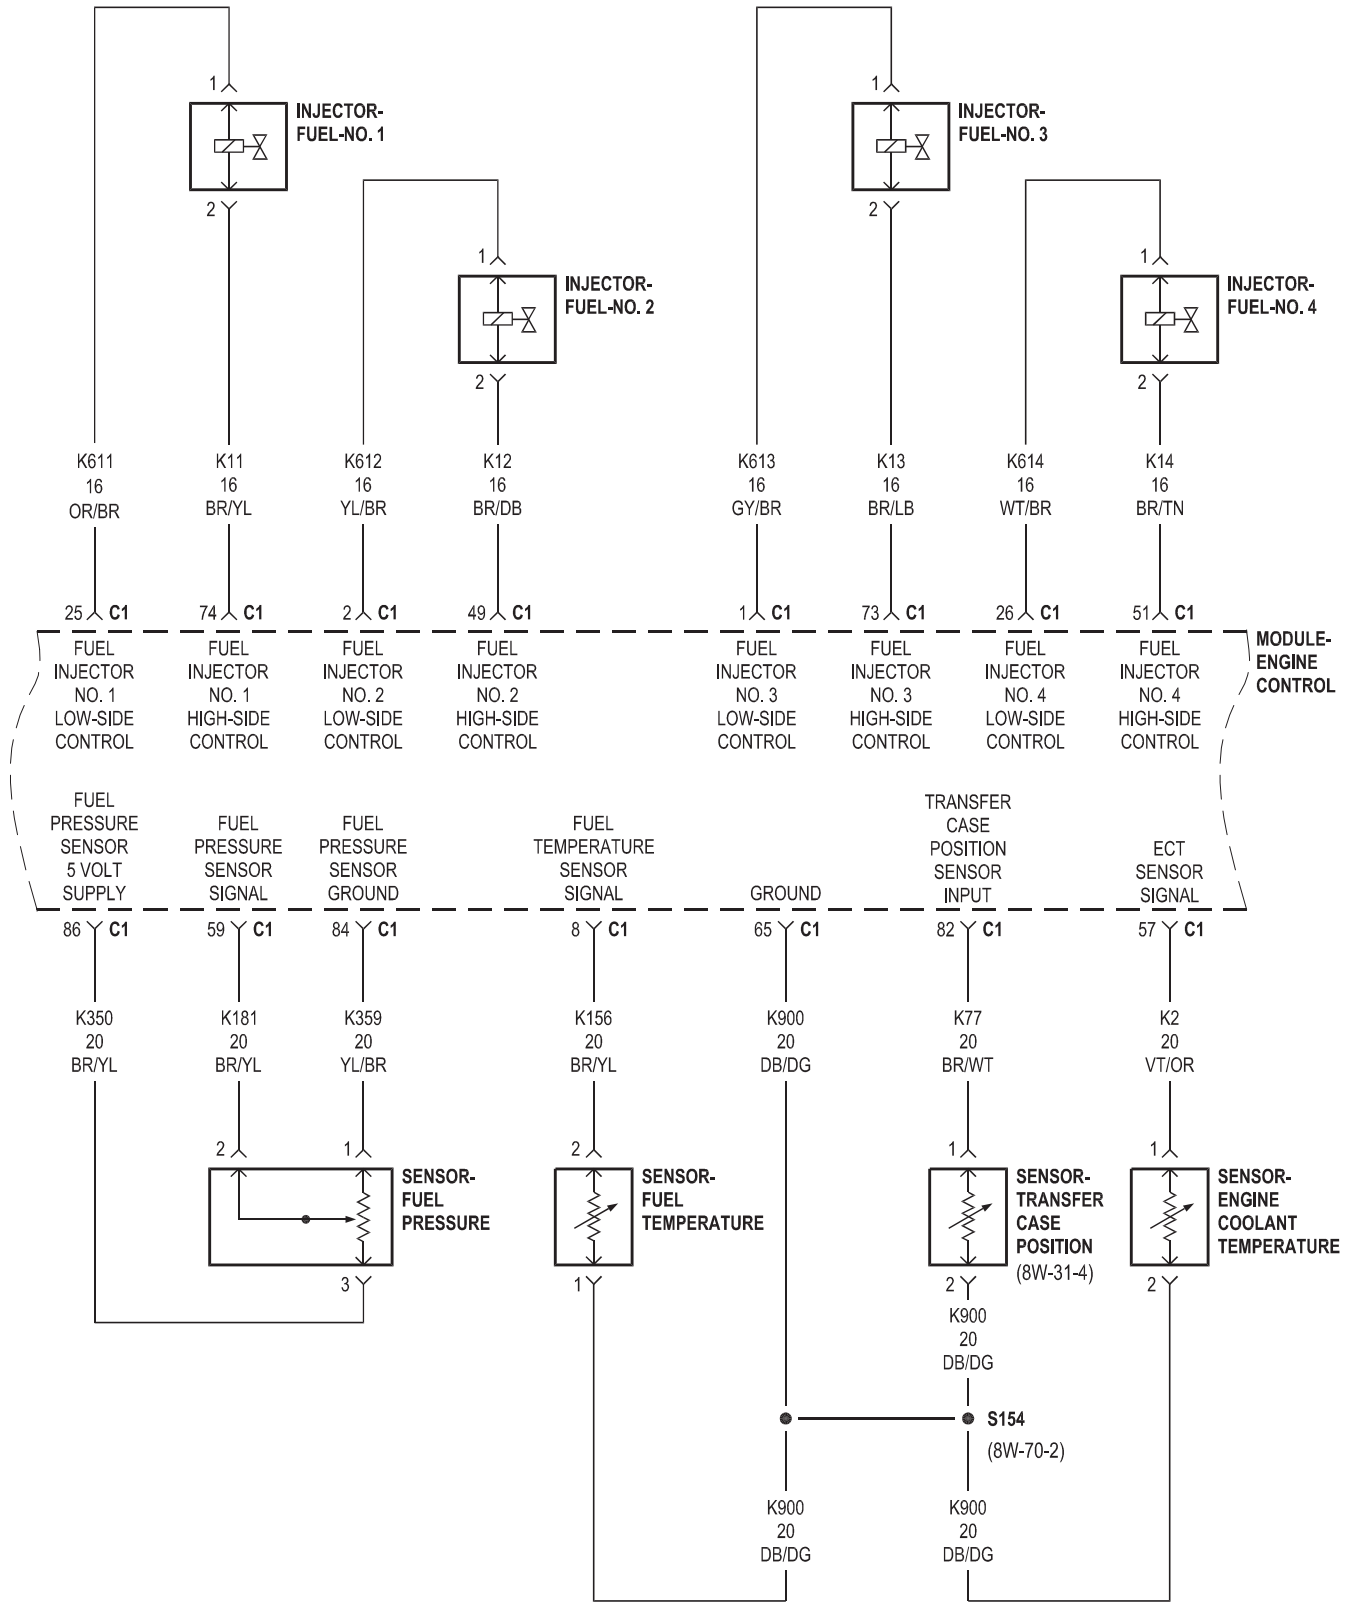 1
INJECTOR-
FUEL-NO. 1
2
1
INJECTOR-
FUEL-NO. 2
2
1
INJECTOR-
FUEL-NO. 3
2
1
INJECTOR-
FUEL-NO. 4
2
K611
16
OR/BR
K11
16
BR/YL
K612
16
YL/BR
K12
16
BR/DB
K613
16
GY/BR
K13
16
BR/LB
K614
16
WT/BR
K14
16
BR/TN
25 C1
74 C1
2 C1
49 C1
1 C1
73 C1
26 C1
51 C1
MODULE-
ENGINE
CONTROL
FUEL
INJECTOR
NO. 1
LOW-SIDE
CONTROL
FUEL
INJECTOR
NO. 1
HIGH-SIDE
CONTROL
FUEL
INJECTOR
NO. 2
LOW-SIDE
CONTROL
FUEL
INJECTOR
NO. 2
HIGH-SIDE
CONTROL
FUEL
INJECTOR
NO. 3
LOW-SIDE
CONTROL
FUEL
INJECTOR
NO. 3
HIGH-SIDE
CONTROL
FUEL
INJECTOR
NO. 4
LOW-SIDE
CONTROL
FUEL
INJECTOR
NO. 4
HIGH-SIDE
CONTROL
FUEL
PRESSURE
SENSOR
5 VOLT
SUPPLY
FUEL
PRESSURE
SENSOR
SIGNAL
FUEL
PRESSURE
SENSOR
GROUND
FUEL
TEMPERATURE
SENSOR
SIGNAL
GROUND
TRANSFER
CASE
POSITION
SENSOR
INPUT
ECT
SENSOR
SIGNAL
86 C1
59 C1
84 C1
8 C1
65 C1
82 C1
57 C1
K350
20
BR/YL
K181
20
BR/YL
K359
20
YL/BR
K156
20
BR/YL
K900
20
DB/DG
K77
20
BR/WT
K2
20
VT/OR
2
1
SENSOR-
FUEL
PRESSURE
3
2
SENSOR-
FUEL
TEMPERATURE
1
1
SENSOR-
TRANSFER
CASE
POSITION
(8W-31-4)
2
1
SENSOR-
ENGINE
COOLANT
TEMPERATURE
2
K900
20
DB/DG
S154
(8W-70-2)
K900
20
DB/DG
K900
20
DB/DG